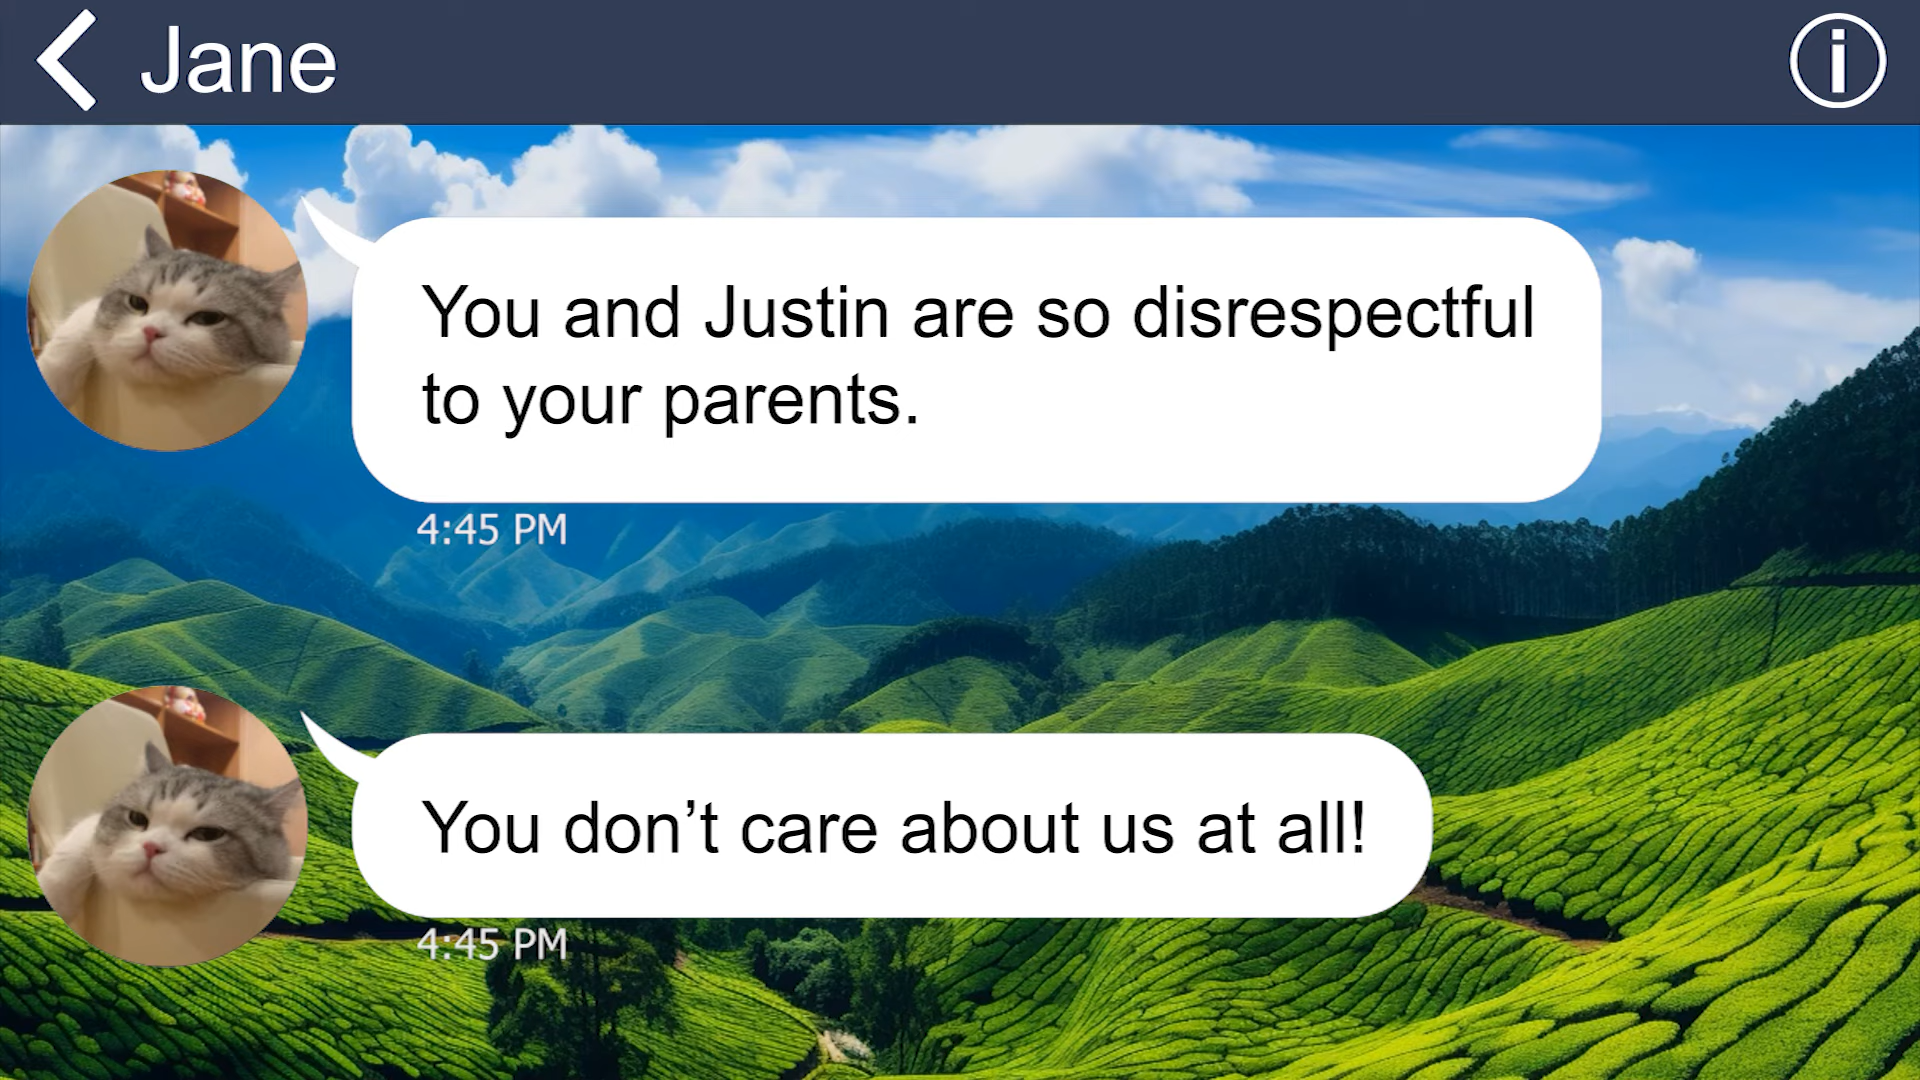 Jane
You and Justin are so disrespectful
to your parents.
4:45 PM
You don’t care about us at all!
4:45 PM